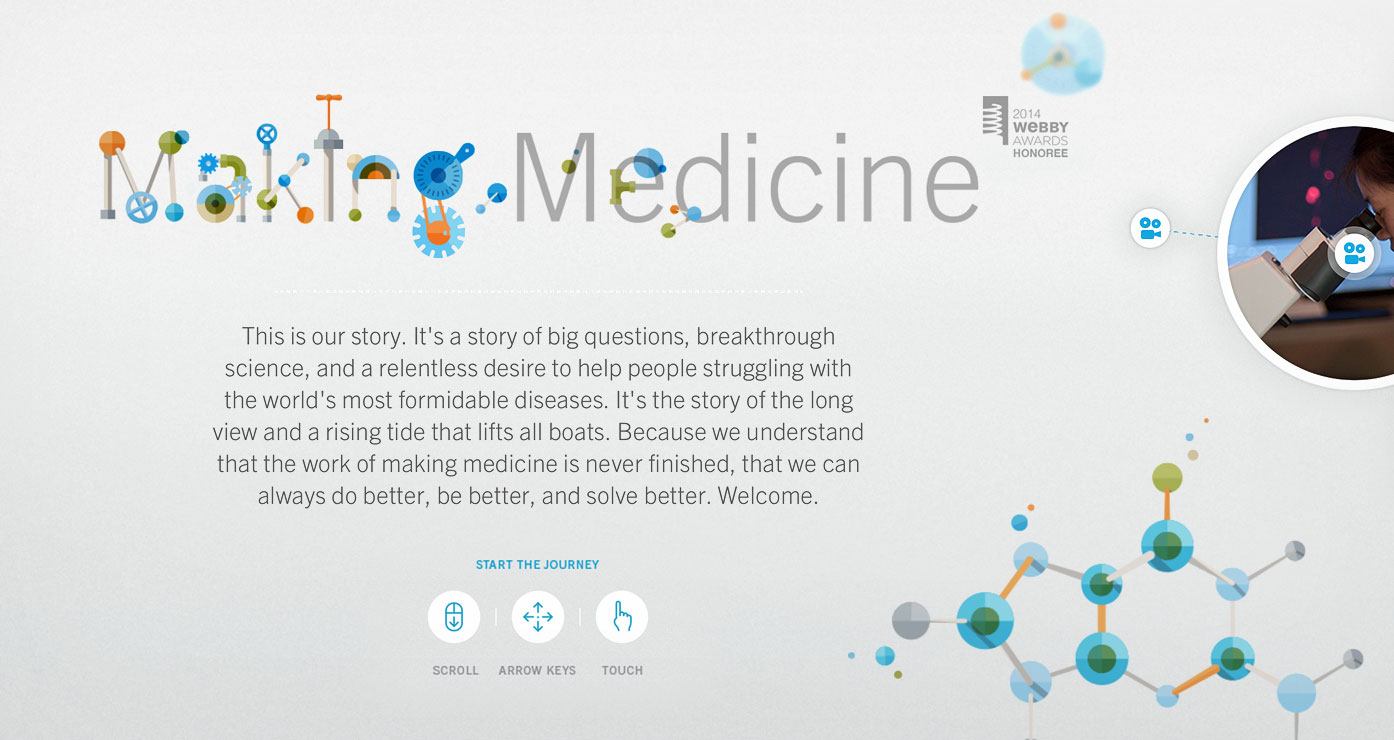 Making Medicine
2014
WEBBY
AWARDS
HONOREE
This is our story. It's a story of big questions, breakthrough
science, and a relentless desire to help people struggling with
the world's most formidable diseases. It's the story of the long
view and a rising tide that lifts all boats. Because we understand
that the work of making medicine is never finished, that we can
always do better, be better, and solve better. Welcome.
START THE JOURNEY
SCROLL ARROW KEYS TOUCH